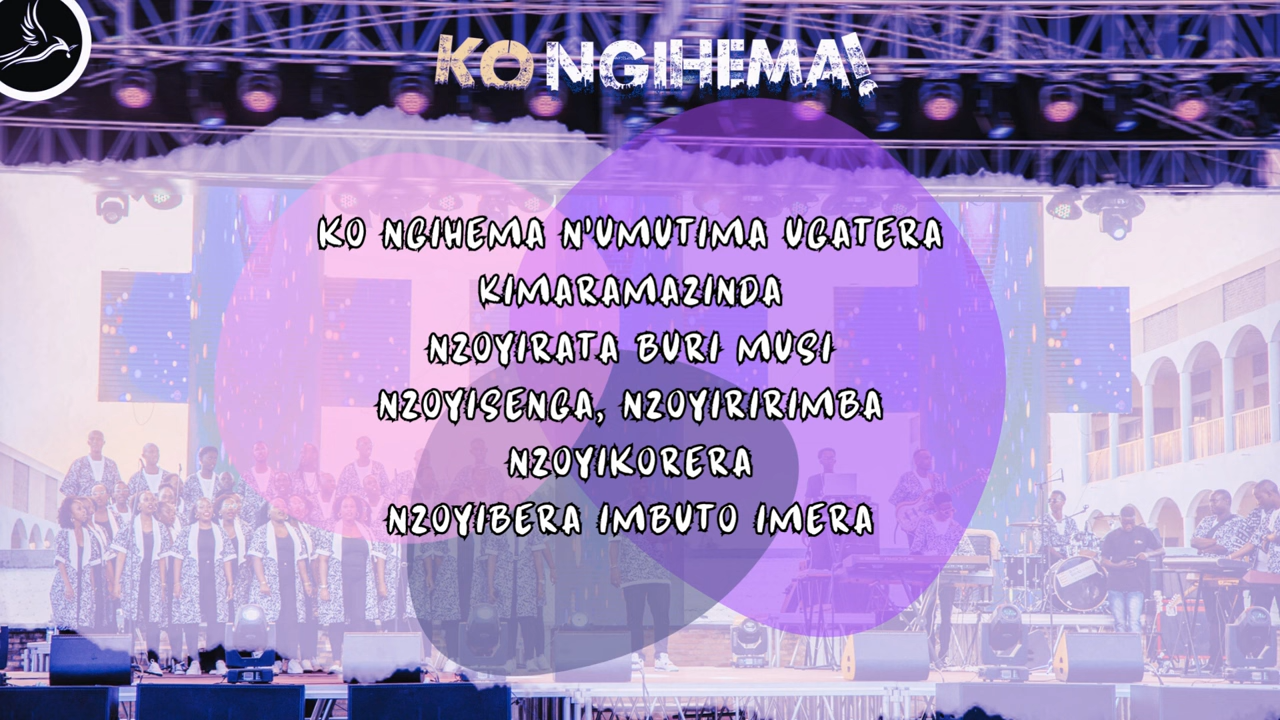 KO NGIHEMA!
KO NGIHEMA N'UMUTIMA UGATERA
KIMARAMAZINDA
NZOYIRATA BURI MUSI
NZOYISENGA, NZOYIRIRIMBA
NZOYIKORERA
NZOYIBERA IMBUTO IMERA